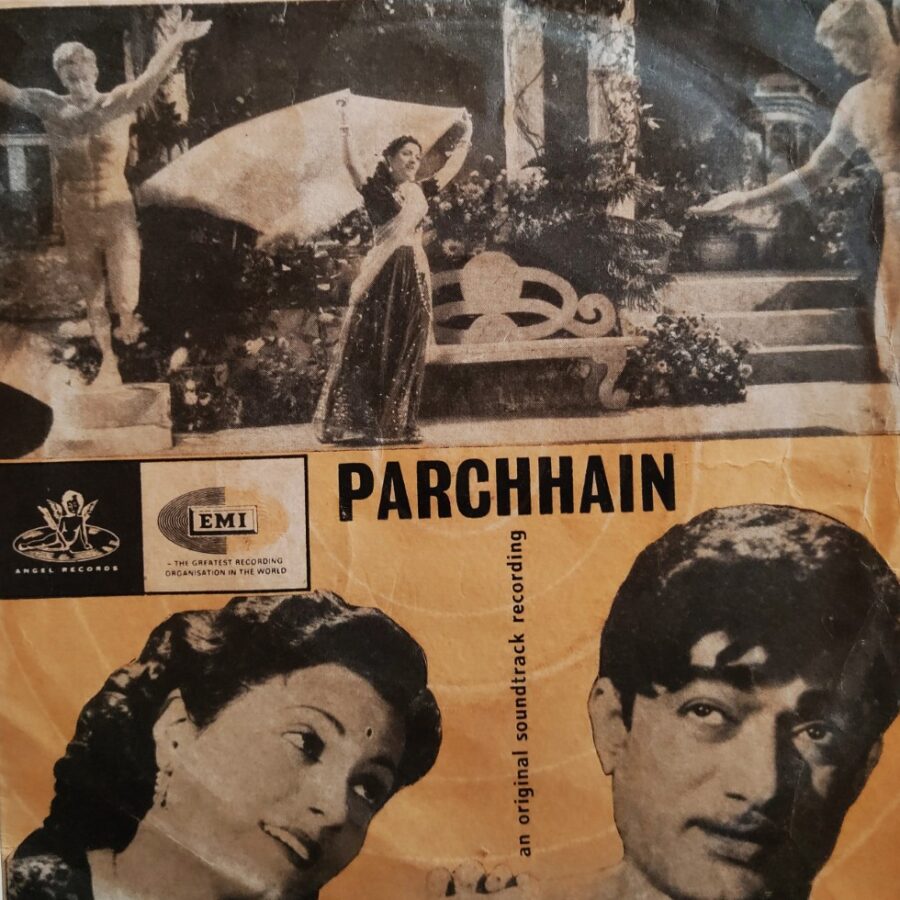 PARCHHAIN
EMI
– THE GREATEST RECORDING
ORGANISATION IN THE WORLD
ANGEL RECORDS
an original soundtrack recording